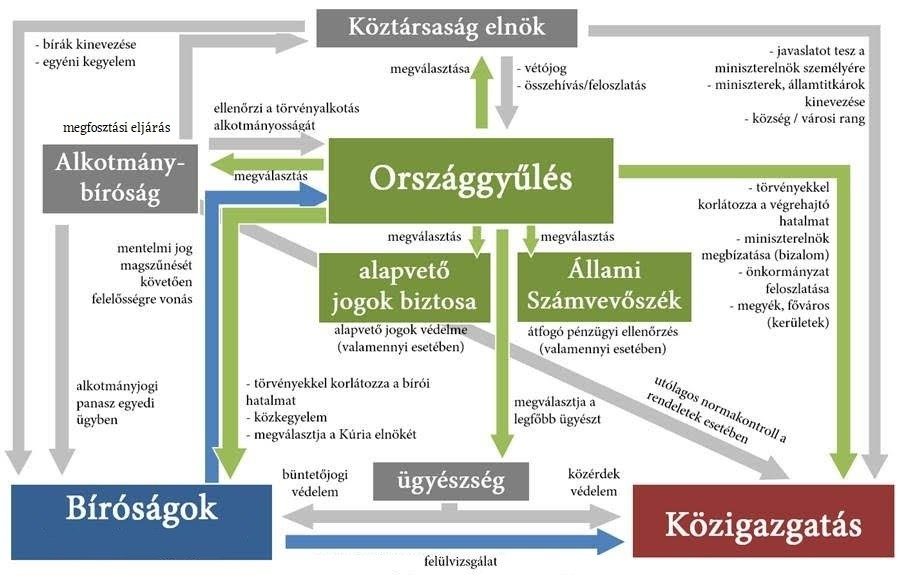 Köztársaság elnök
- bírák kinevezése
- egyéni kegyelem
megválasztása
- vétójog
- összehívás/feloszlatás
- javaslatot tesz a
miniszterelnök személyére
- miniszterek, államtitkárok
kinevezése
- község / városi rang
megfosztási eljárás
ellenőrzi a törvényalkotás
alkotmányosságát
Alkotmány-
bíróság
megválasztás
Országgyűlés
- törvényekkel
korlátozza a végrehajtó
hatalmat
- miniszterelnök
megbízatása (bizalom)
- önkormányzat
feloszlatása
- megyék, főváros
(kerületek)
mentelmi jog
magszűnését
követően
felelősségre vonás
megválasztás
megválasztás
alapvető
jogok biztosa
Állami
Számvevőszék
alapvető jogok védelme
(valamennyi esetében)
átfogó pénzügyi ellenőrzés
(valamennyi esetében)
alkotmányjogi
panasz egyedi
ügyben
- törvényekkel korlátozza a bírói
hatalmat
- közkegyelem
- megválasztja a Kúria elnökét
megválasztja a
legfőbb ügyészt
utólagos normakontroll a
rendeletek esetében
büntetőjogi
védelem
ügyészség
közérdek
védelem
Bíróságok
Közigazgatás
felülvizsgálat